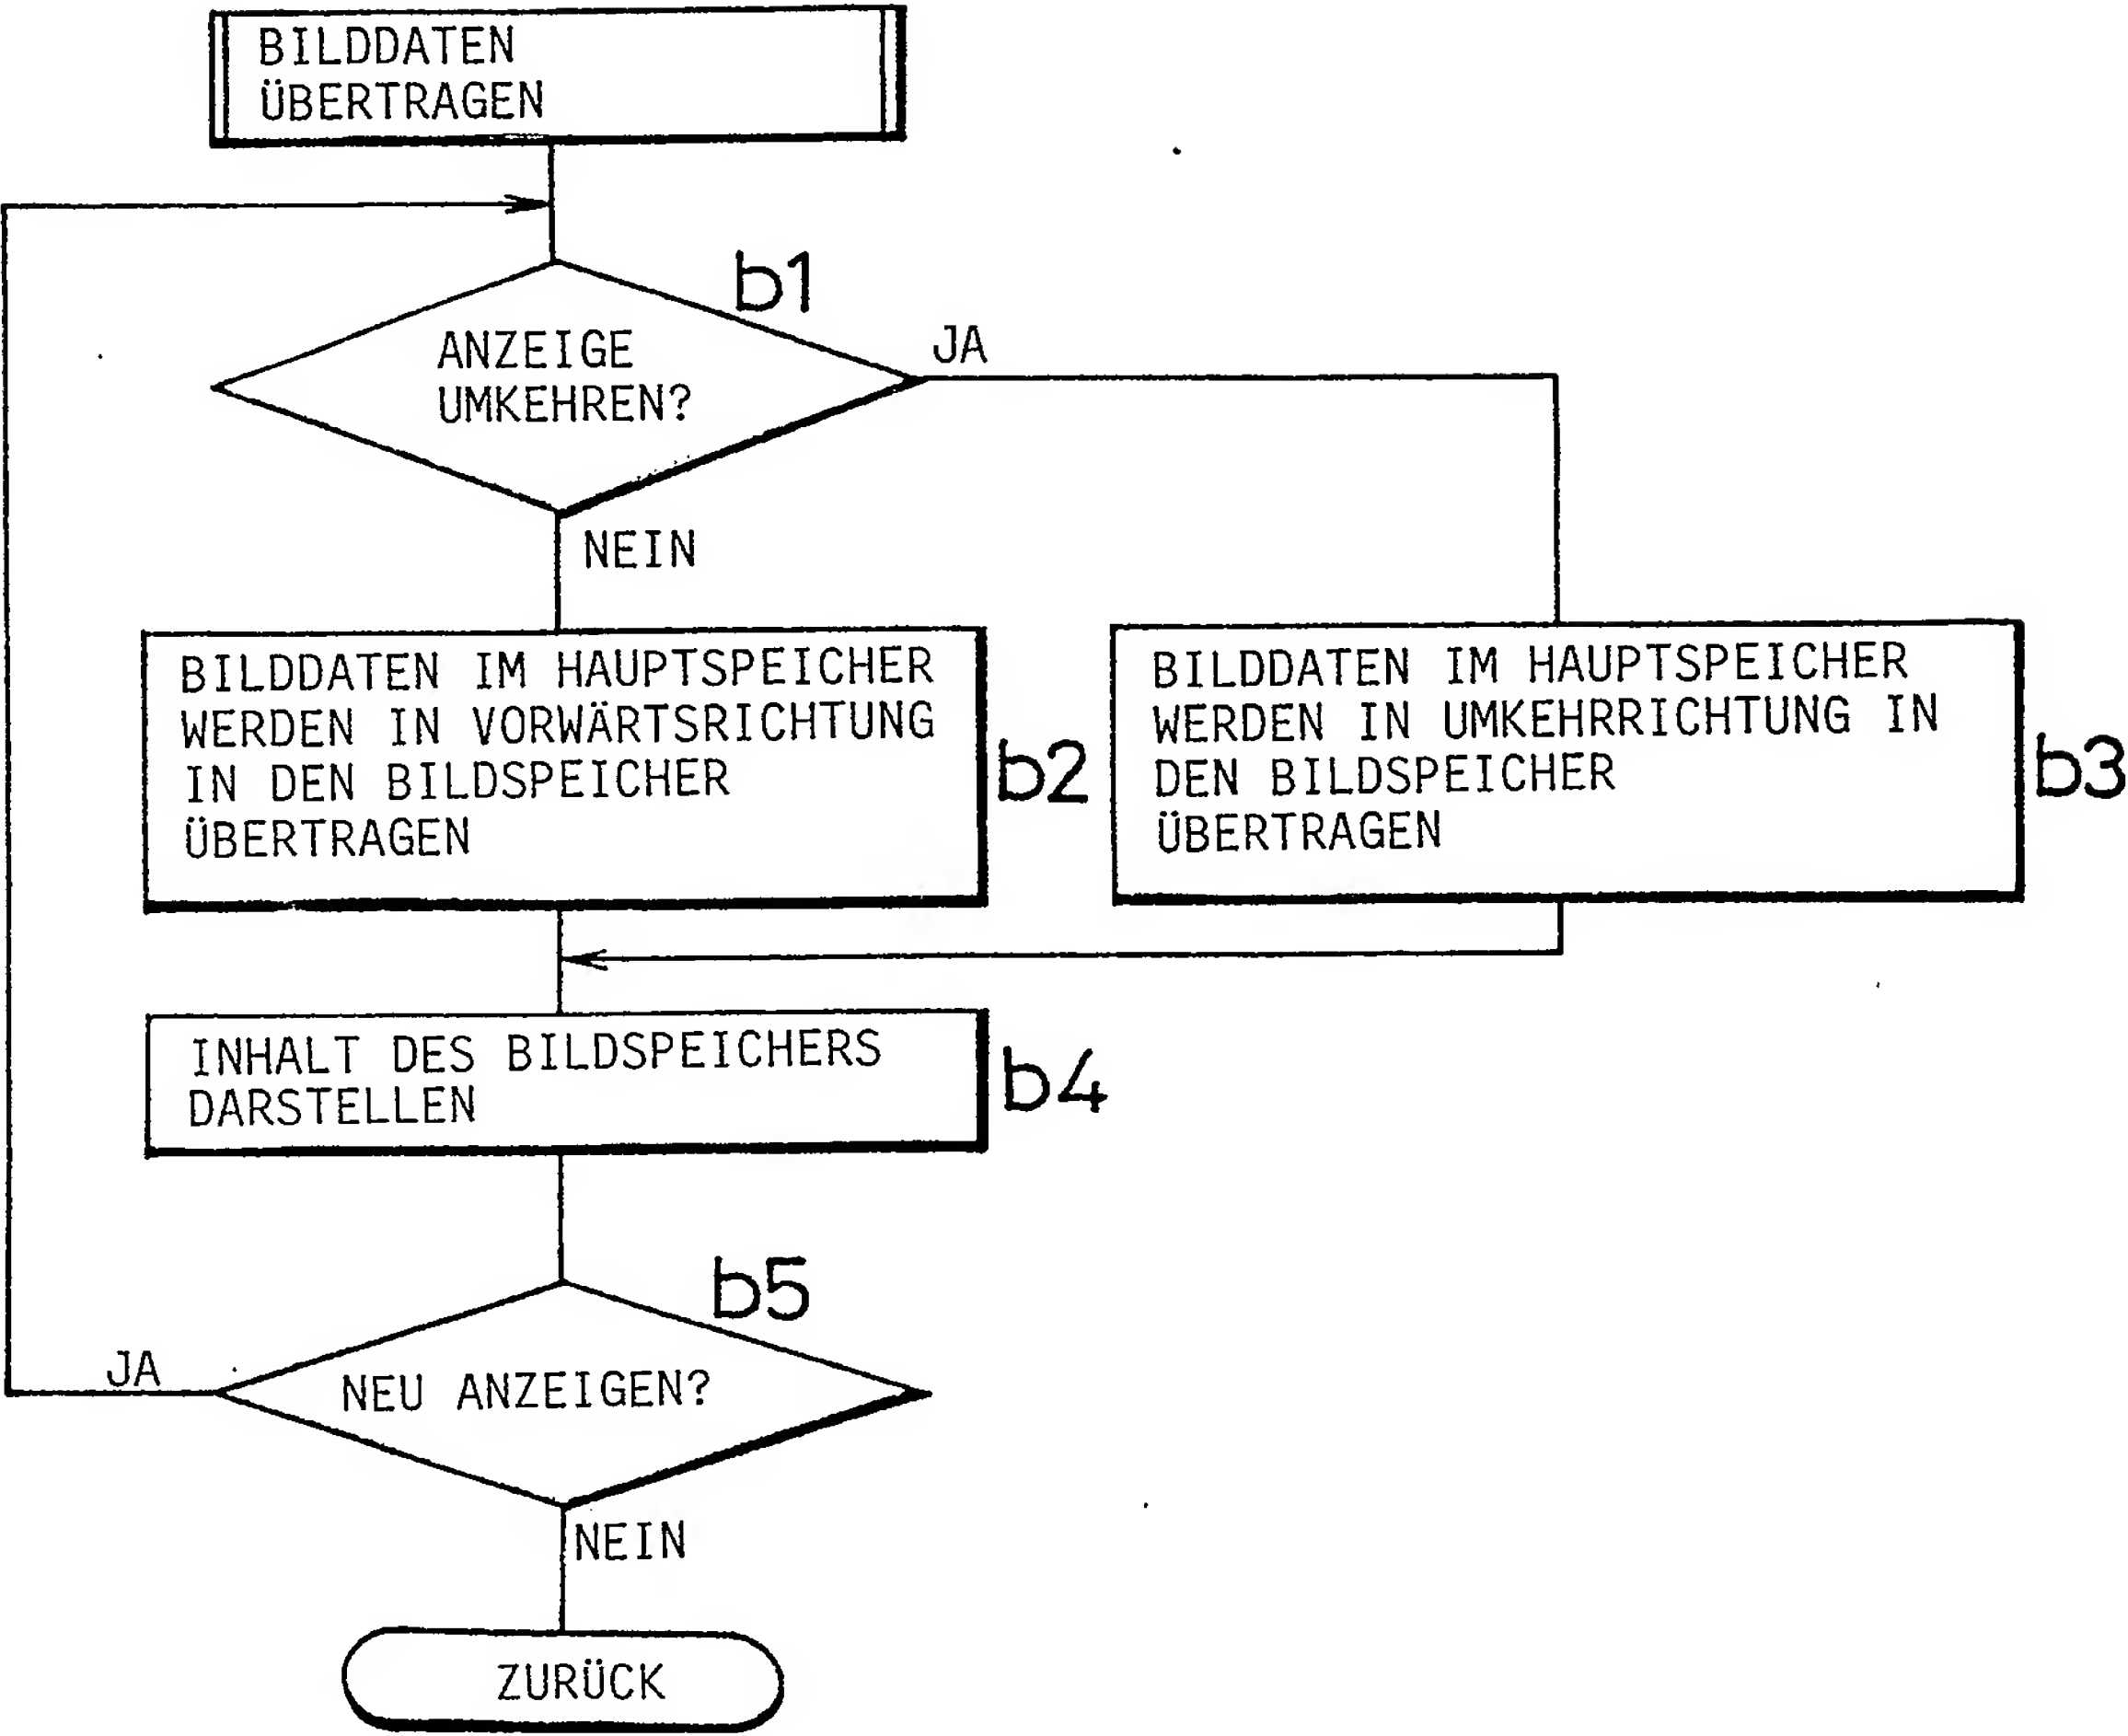 BILDDATEN
ÜBERTRAGEN
b1
ANZEIGE
UMKEHREN?
JA
NEIN
BILDDATEN IM HAUPTSPEICHER
WERDEN IN VORWÄRTSRICHTUNG
IN DEN BILDSPEICHER
ÜBERTRAGEN
b2
BILDDATEN IM HAUPTSPEICHER
WERDEN IN UMKEHRRICHTUNG IN
DEN BILDSPEICHER
ÜBERTRAGEN
b3
INHALT DES BILDSPEICHERS
DARSTELLEN
b4
b5
JA
NEU ANZEIGEN?
NEIN
ZURÜCK